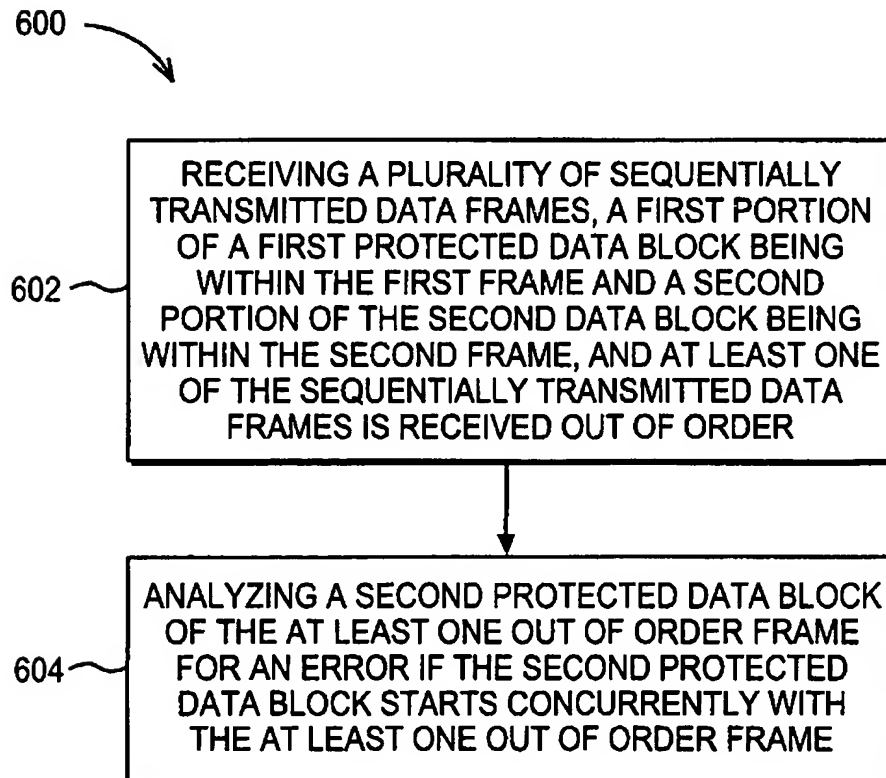 600
RECEIVING A PLURALITY OF SEQUENTIALLY
TRANSMITTED DATA FRAMES, A FIRST PORTION
OF A FIRST PROTECTED DATA BLOCK BEING
WITHIN THE FIRST FRAME AND A SECOND
PORTION OF THE SECOND DATA BLOCK BEING
WITHIN THE SECOND FRAME, AND AT LEAST ONE
OF THE SEQUENTIALLY TRANSMITTED DATA
FRAMES IS RECEIVED OUT OF ORDER
602
ANALYZING A SECOND PROTECTED DATA BLOCK
OF THE AT LEAST ONE OUT OF ORDER FRAME
FOR AN ERROR IF THE SECOND PROTECTED
DATA BLOCK STARTS CONCURRENTLY WITH
THE AT LEAST ONE OUT OF ORDER FRAME
604